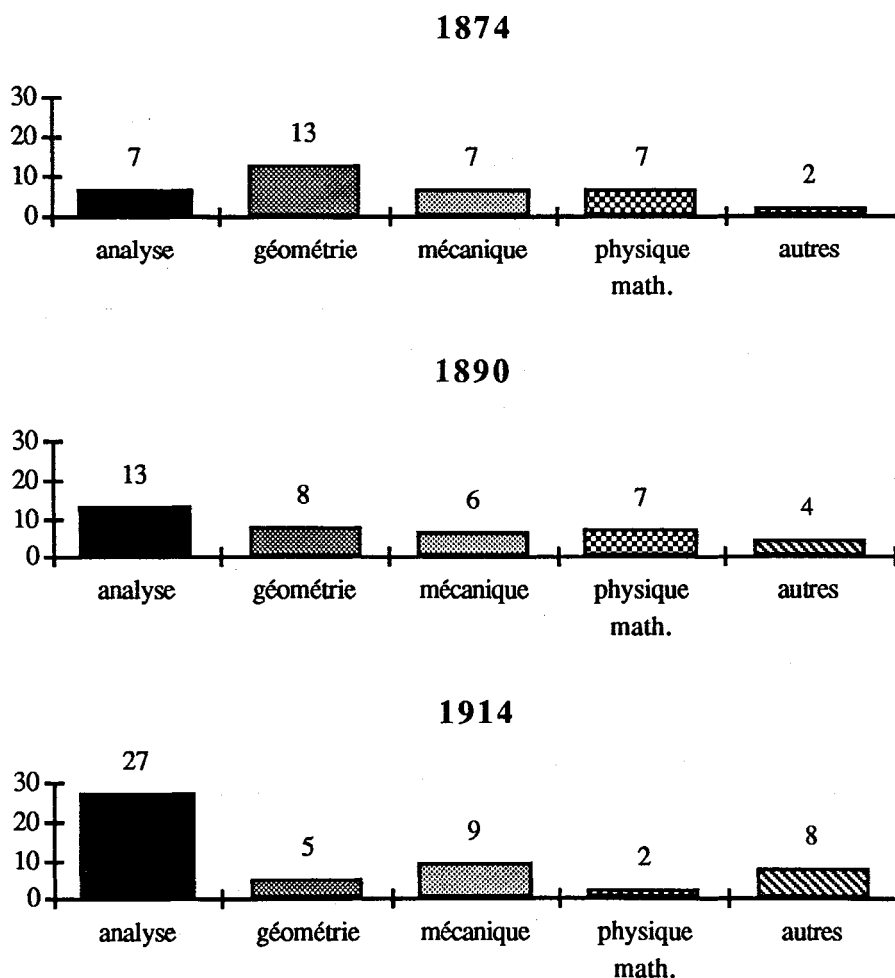 1874
30
20
10
0
7
13
7
7
2
analyse
géométrie
mécanique
physique
math.
autres
1890
30
20
10
0
13
8
6
7
4
analyse
géométrie
mécanique
physique
math.
autres
1914
30
20
10
0
27
5
9
2
8
analyse
géométrie
mécanique
physique
math.
autres